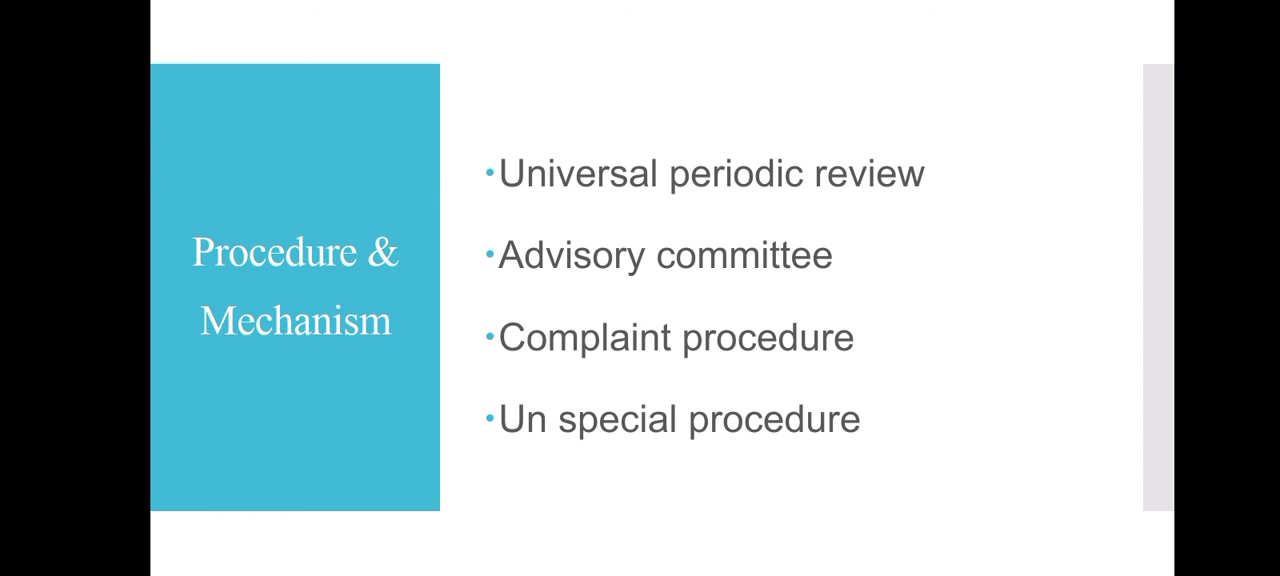 Procedure &
Mechanism
•Universal periodic review
•Advisory committee
•Complaint procedure
•Un special procedure